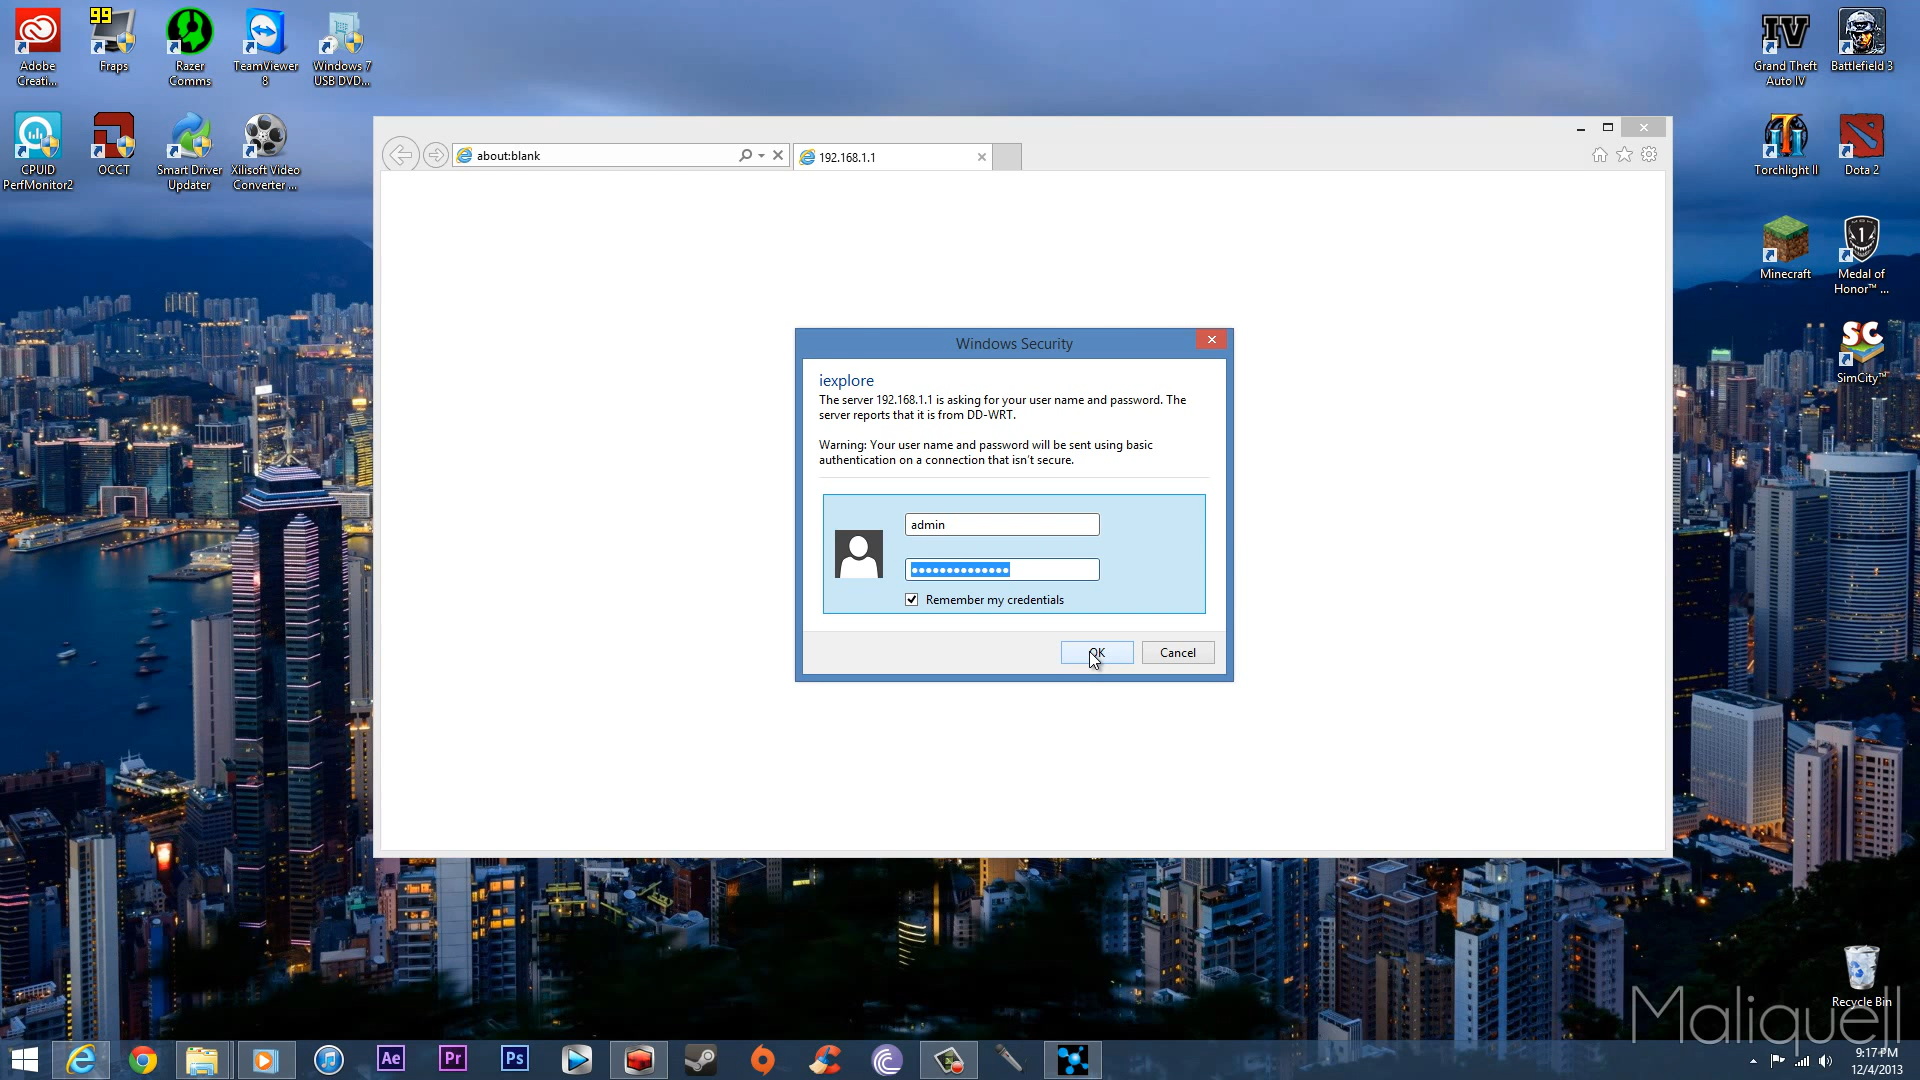 99
Adobe
Creati...
Fraps
Razer
Comms
TeamViewer
8
Windows 7
USB DVD...
Grand Theft
Auto IV
Battlefield 3
CPUID
PerfMonitor2
OCCT
Smart Driver
Updater
Xilisoft Video
Converter ...
about:blank
192.168.1.1
Torchlight II
Dota 2
Minecraft
Medal of
Honor™ ...
SC
SimCity™
Windows Security
iexplore
The server 192.168.1.1 is asking for your user name and password. The
server reports that it is from DD-WRT.
Warning: Your user name and password will be sent using basic
authentication on a connection that isn't secure.
admin
Remember my credentials
OK
Cancel
Recycle Bin
Maliquell
Ae
Pr
Ps
9:17 PM
12/4/2013